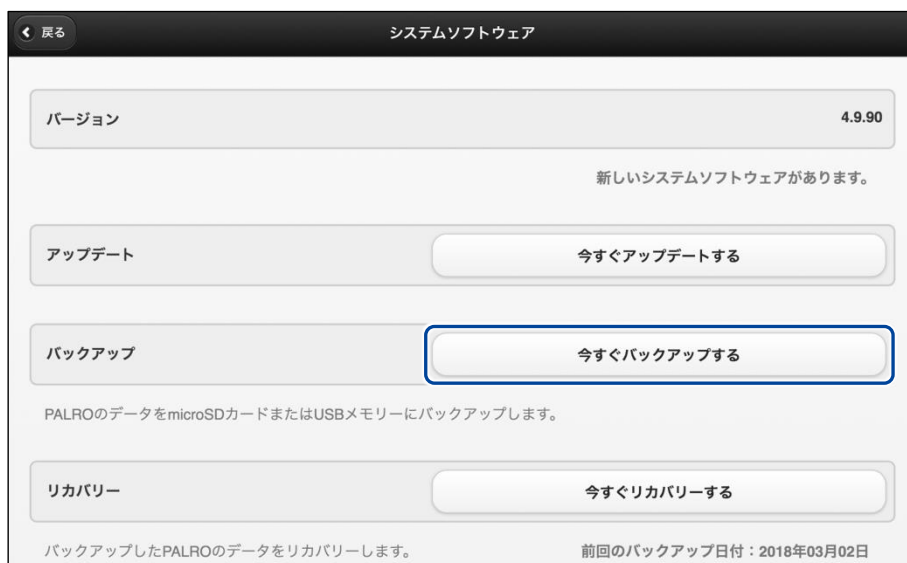 戻る
システムソフトウェア
バージョン
4.9.90
新しいシステムソフトウェアがあります。
アップデート
今すぐアップデートする
バックアップ
今すぐバックアップする
PALROのデータをmicroSDカードまたはUSBメモリーにバックアップします。
リカバリー
今すぐリカバリーする
バックアップしたPALROのデータをリカバリーします。
前回のバックアップ日付：2018年03月02日